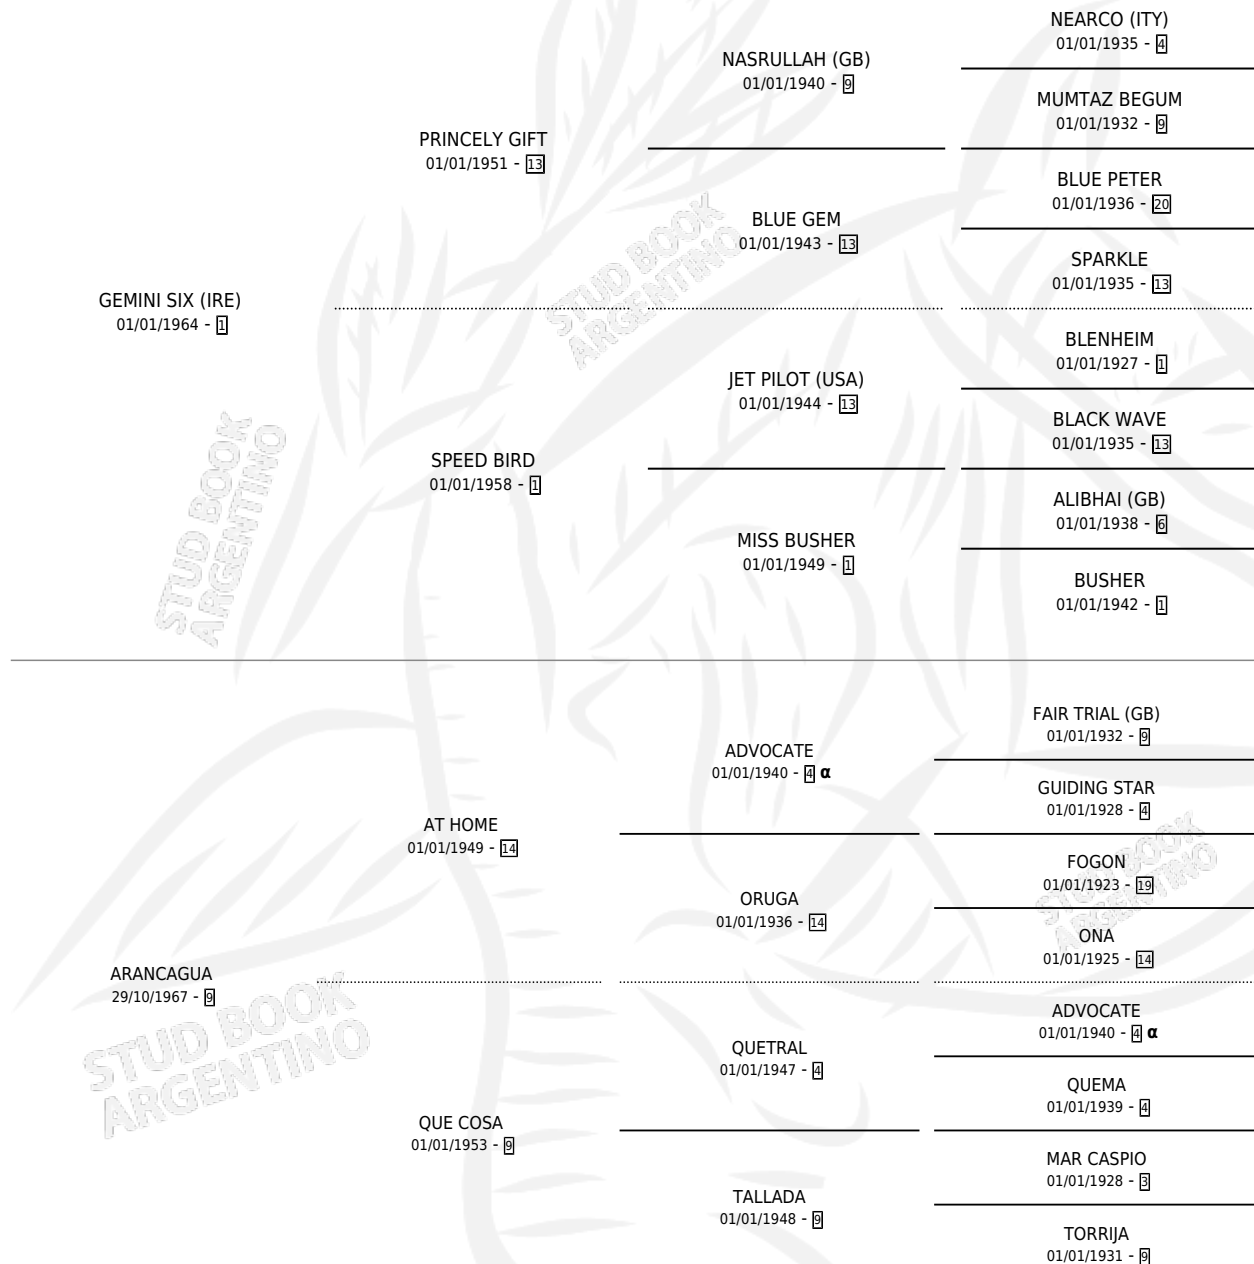 NEARCO (ITY)
01/01/1935 - 4
NASRULLAH (GB)
01/01/1940 - 9
MUMTAZ BEGUM
01/01/1932 - 9
PRINCELY GIFT
01/01/1951 - 13
BLUE PETER
01/01/1936 - 20
BLUE GEM
01/01/1943 - 13
SPARKLE
01/01/1935 - 13
STUD BOOK
ARGENTINO
GEMINI SIX (IRE)
01/01/1964 - 1
BLENHEIM
01/01/1927 - 1
JET PILOT (USA)
01/01/1944 - 13
BLACK WAVE
01/01/1935 - 13
SPEED BIRD
01/01/1958 - 1
ALIBHAI (GB)
01/01/1938 - 6
MISS BUSHER
01/01/1949 - 1
BUSHER
01/01/1942 - 1
STUD BOOK
ARGENTINO
FAIR TRIAL (GB)
01/01/1932 - 9
ADVOCATE
01/01/1940 - 4 α
GUIDING STAR
01/01/1928 - 4
AT HOME
01/01/1949 - 14
FOGON
01/01/1923 - 19
ORUGA
01/01/1936 - 14
ONA
01/01/1925 - 14
STUD BOOK
ARGENTINO
ARANCAGUA
29/10/1967 - 9
ADVOCATE
01/01/1940 - 4 α
QUETRAL
01/01/1947 - 4
QUEMA
01/01/1939 - 4
STUD BOOK
ARGENTINO
QUE COSA
01/01/1953 - 9
MAR CASPIO
01/01/1928 - 3
TALLADA
01/01/1948 - 9
TORRIJA
01/01/1931 - 9